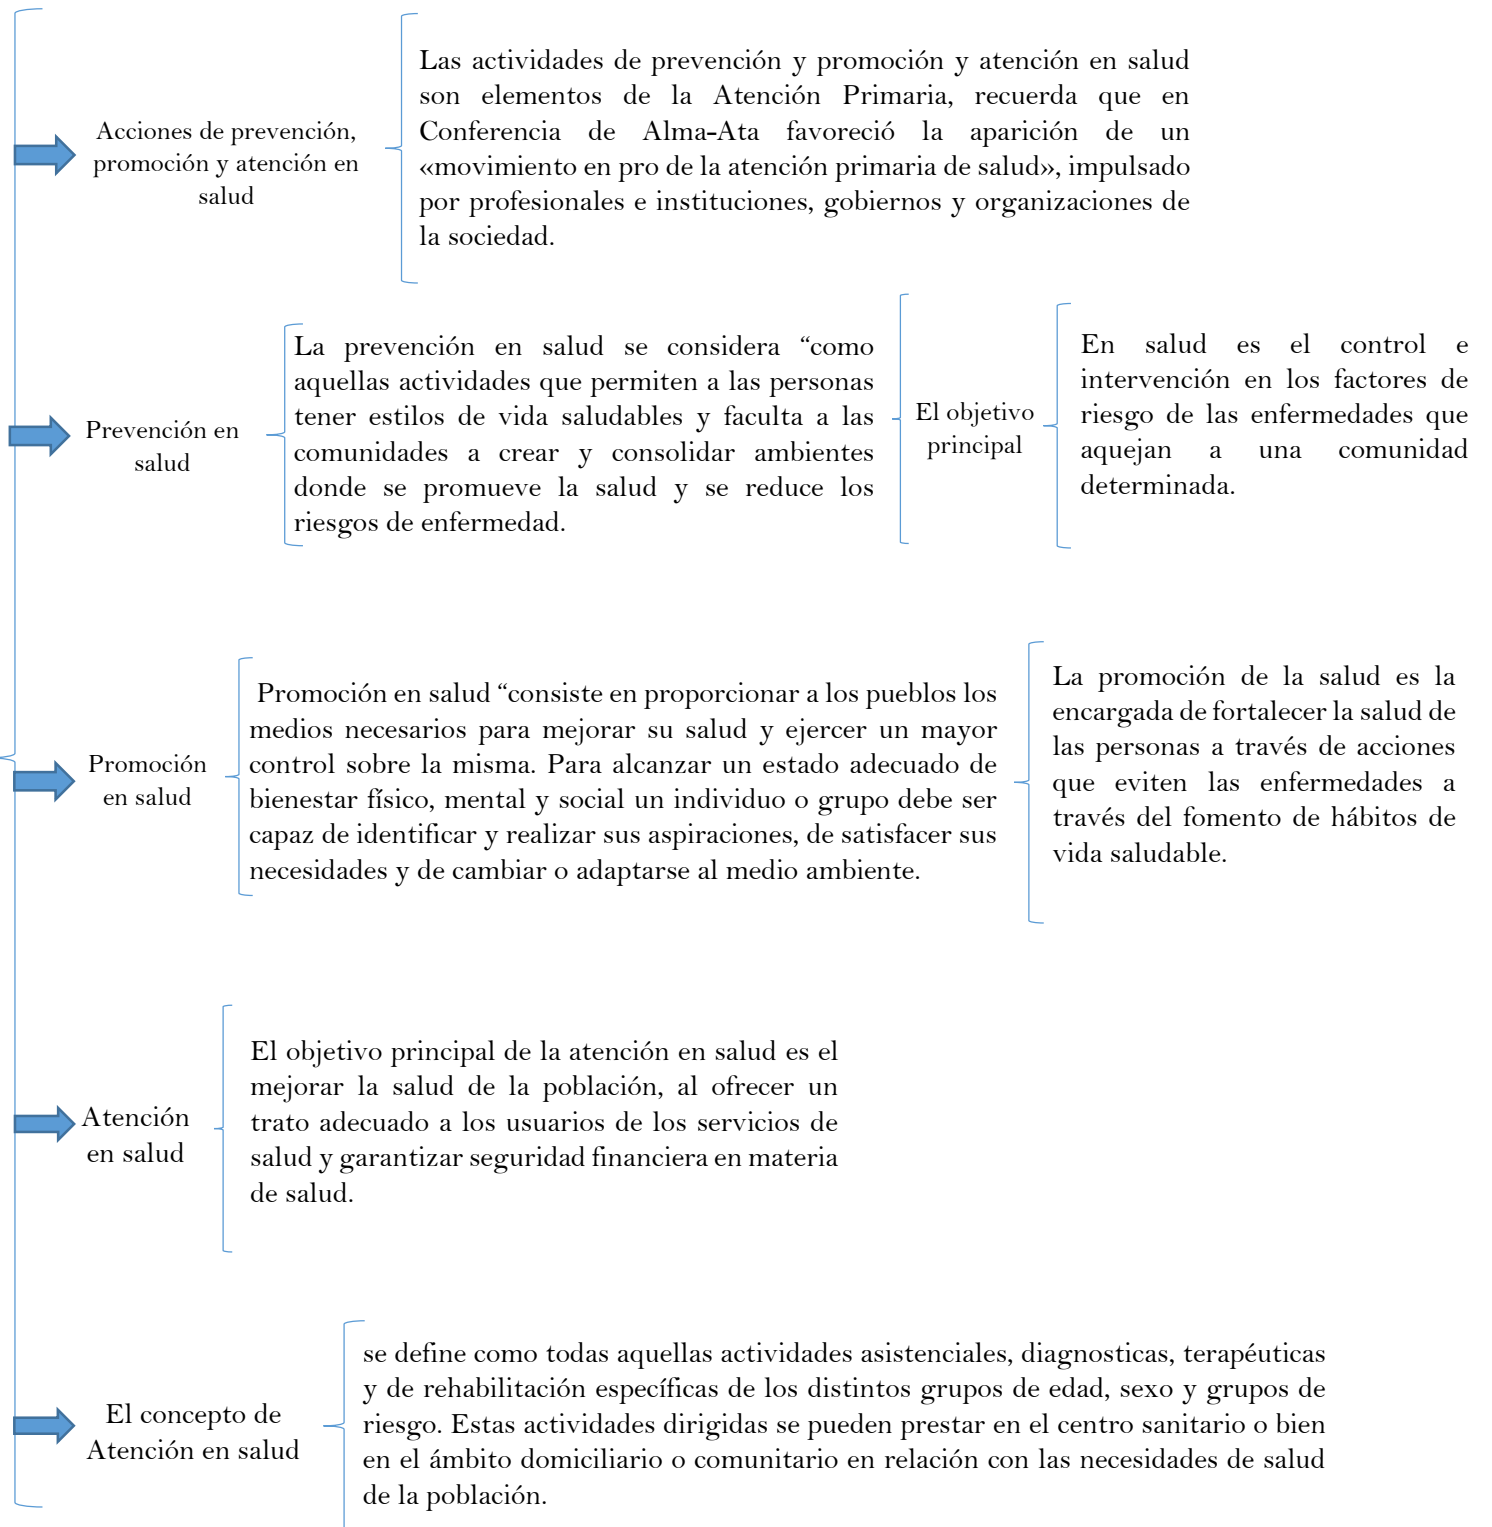 Acciones de prevención,
promoción y atención en
salud
Las actividades de prevención y promoción y atención en salud
son elementos de la Atención Primaria, recuerda que en
Conferencia de Alma-Ata favoreció la aparición de un
«movimiento en pro de la atención primaria de salud», impulsado
por profesionales e instituciones, gobiernos y organizaciones de
la sociedad.
Prevención en
salud
La prevención en salud se considera “como
aquellas actividades que permiten a las personas
tener estilos de vida saludables y faculta a las
comunidades a crear y consolidar ambientes
donde se promueve la salud y se reduce los
riesgos de enfermedad.
El objetivo
principal
En salud es el control e
intervención en los factores de
riesgo de las enfermedades que
aquejan a una comunidad
determinada.
Promoción
en salud
Promoción en salud “consiste en proporcionar a los pueblos los
medios necesarios para mejorar su salud y ejercer un mayor
control sobre la misma. Para alcanzar un estado adecuado de
bienestar físico, mental y social un individuo o grupo debe ser
capaz de identificar y realizar sus aspiraciones, de satisfacer sus
necesidades y de cambiar o adaptarse al medio ambiente.
La promoción de la salud es la
encargada de fortalecer la salud de
las personas a través de acciones
que eviten las enfermedades a
través del fomento de hábitos de
vida saludable.
Atención
en salud
El objetivo principal de la atención en salud es el
mejorar la salud de la población, al ofrecer un
trato adecuado a los usuarios de los servicios de
salud y garantizar seguridad financiera en materia
de salud.
El concepto de
Atención en salud
se define como todas aquellas actividades asistenciales, diagnosticas, terapéuticas
y de rehabilitación específicas de los distintos grupos de edad, sexo y grupos de
riesgo. Estas actividades dirigidas se pueden prestar en el centro sanitario o bien
en el ámbito domiciliario o comunitario en relación con las necesidades de salud
de la población.